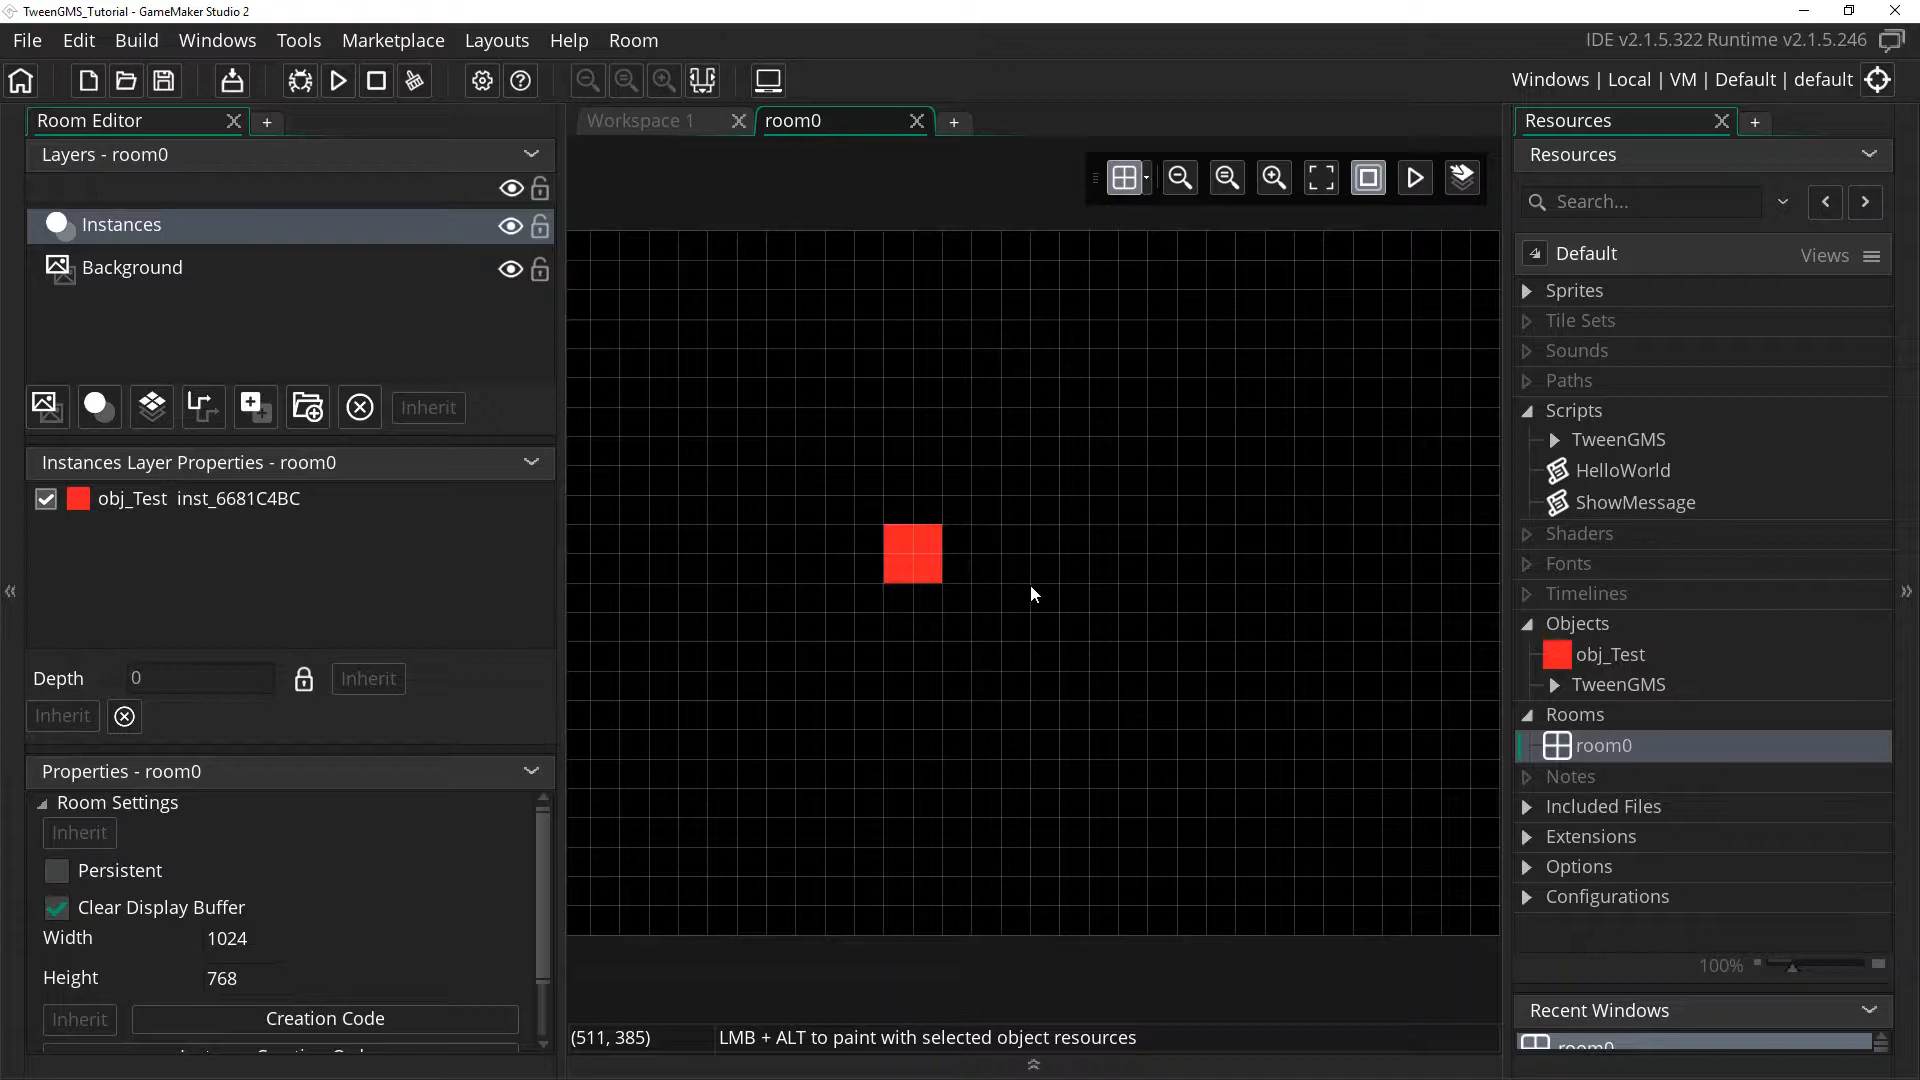 TweenGMS_Tutorial - GameMaker Studio 2
File Edit Build Windows Tools Marketplace Layouts Help Room
IDE v2.1.5.322 Runtime v2.1.5.246
Windows | Local | VM | Default | default
Room Editor
Layers - room0
Instances
Background
Inherit
Instances Layer Properties - room0
obj_Test inst_6681C4BC
Depth 0 Inherit
Inherit
Properties - room0
Room Settings
Inherit
Persistent
Clear Display Buffer
Width 1024
Height 768
Inherit Creation Code
Workspace 1 room0
(511, 385) LMB + ALT to paint with selected object resources
Resources
Resources
Search...
Default Views
Sprites
Tile Sets
Sounds
Paths
Scripts
TweenGMS
HelloWorld
ShowMessage
Shaders
Fonts
Timelines
Objects
obj_Test
TweenGMS
Rooms
room0
Notes
Included Files
Extensions
Options
Configurations
100%
Recent Windows
room0